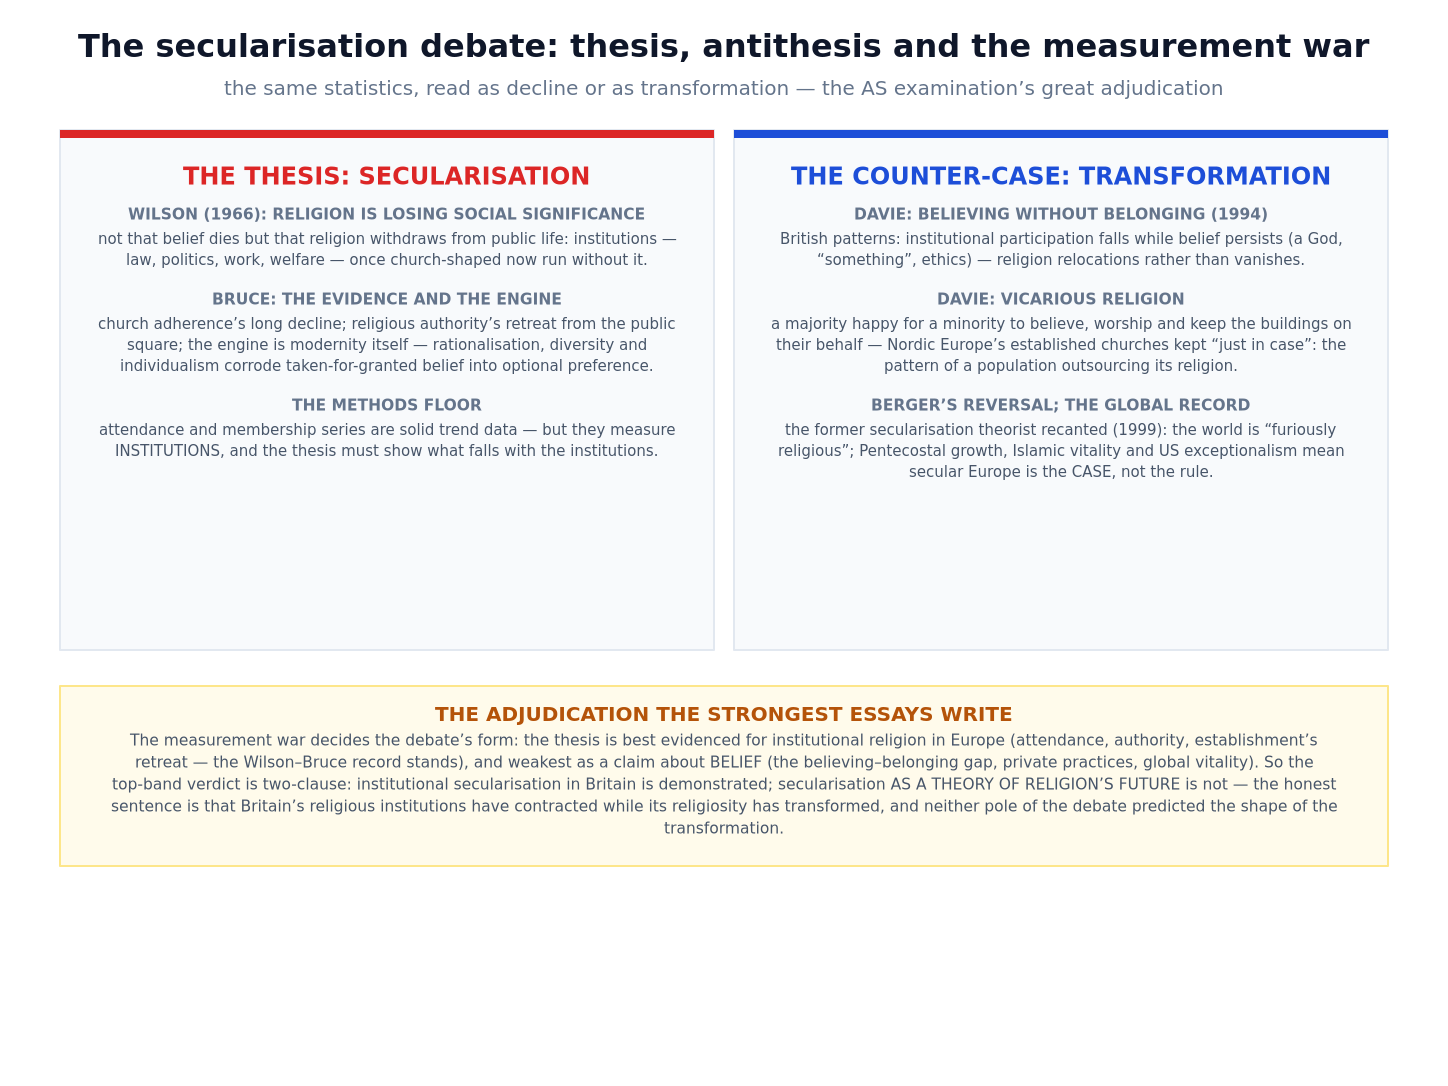 The secularisation debate: thesis, antithesis and the measurement war
the same statistics, read as decline or as transformation — the AS examination’s great adjudication
THE THESIS: SECULARISATION
WILSON (1966): RELIGION IS LOSING SOCIAL SIGNIFICANCE
not that belief dies but that religion withdraws from public life: institutions —
law, politics, work, welfare — once church-shaped now run without it.
BRUCE: THE EVIDENCE AND THE ENGINE
church adherence’s long decline; religious authority’s retreat from the public
square; the engine is modernity itself — rationalisation, diversity and
individualism corrode taken-for-granted belief into optional preference.
THE METHODS FLOOR
attendance and membership series are solid trend data — but they measure
INSTITUTIONS, and the thesis must show what falls with the institutions.
THE COUNTER-CASE: TRANSFORMATION
DAVIE: BELIEVING WITHOUT BELONGING (1994)
British patterns: institutional participation falls while belief persists (a God,
“something”, ethics) — religion relocations rather than vanishes.
DAVIE: VICARIOUS RELIGION
a majority happy for a minority to believe, worship and keep the buildings on
their behalf — Nordic Europe’s established churches kept “just in case”: the
pattern of a population outsourcing its religion.
BERGER’S REVERSAL; THE GLOBAL RECORD
the former secularisation theorist recanted (1999): the world is “furiously
religious”; Pentecostal growth, Islamic vitality and US exceptionalism mean
secular Europe is the CASE, not the rule.
THE ADJUDICATION THE STRONGEST ESSAYS WRITE
The measurement war decides the debate’s form: the thesis is best evidenced for institutional religion in Europe (attendance, authority, establishment’s
retreat — the Wilson–Bruce record stands), and weakest as a claim about BELIEF (the believing–belonging gap, private practices, global vitality). So the
top-band verdict is two-clause: institutional secularisation in Britain is demonstrated; secularisation AS A THEORY OF RELIGION’S FUTURE is not — the honest
sentence is that Britain’s religious institutions have contracted while its religiosity has transformed, and neither pole of the debate predicted the shape of the
transformation.